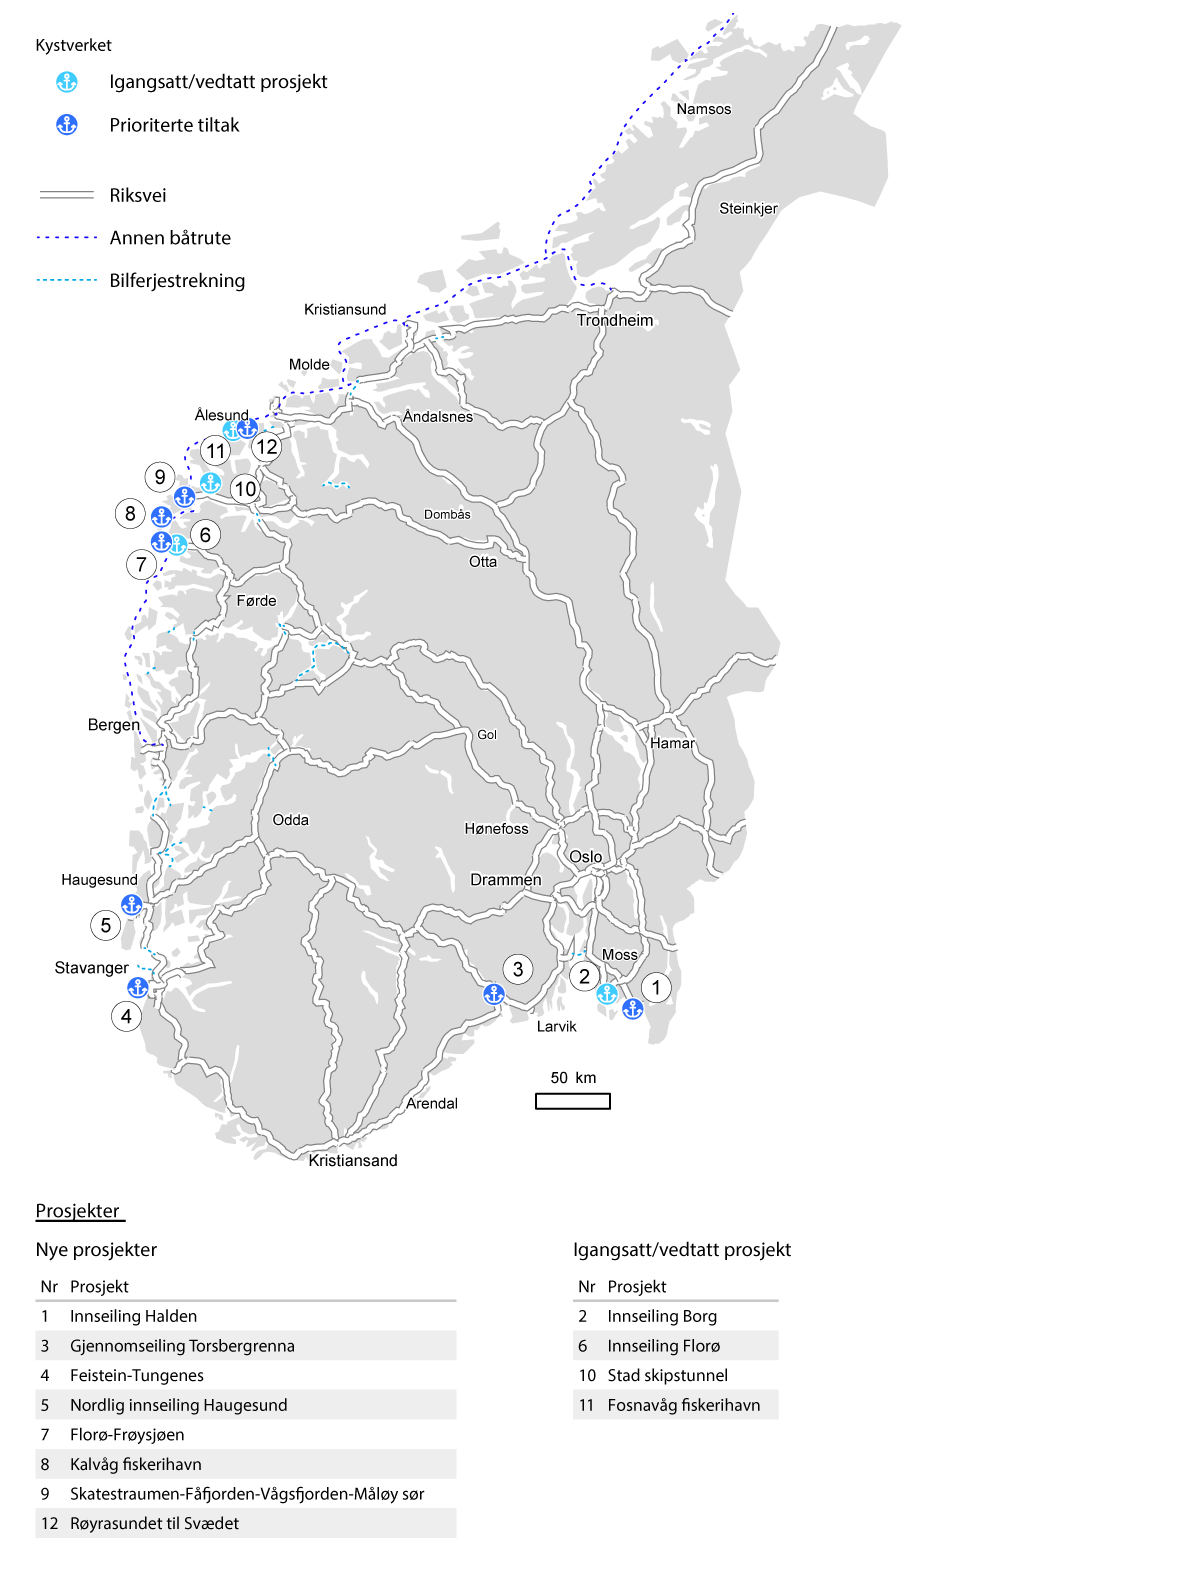 Kystverket
Igangsatt/vedtatt prosjekt
Prioriterte tiltak
Riksvei
Annen båtrute
Bilferjestrekning
Namsos
Steinkjer
Kristiansund
Trondheim
Molde
Ålesund
Åndalsnes
11
12
9
10
8
Dombås
6
7
Otta
Førde
Bergen
Gol
Hamar
Odda
Hønefoss
Oslo
Haugesund
Drammen
5
Moss
Stavanger
3
2
1
4
Larvik
50 km
Arendal
Kristiansand
Prosjekter
Nye prosjekter
Nr Prosjekt
1 Innseiling Halden
3 Gjennomseiling Torsbergrenna
4 Feistein-Tungenes
5 Nordlig innseiling Haugesund
7 Florø-Frøysjøen
8 Kalvåg fiskerihavn
9 Skatestraumen-Fåfjorden-Vågsfjorden-Måløy sør
12 Røyrasundet til Svædet
Igangsatt/vedtatt prosjekt
Nr Prosjekt
2 Innseiling Borg
6 Innseiling Florø
10 Stad skipstunnel
11 Fosnavåg fiskerihavn